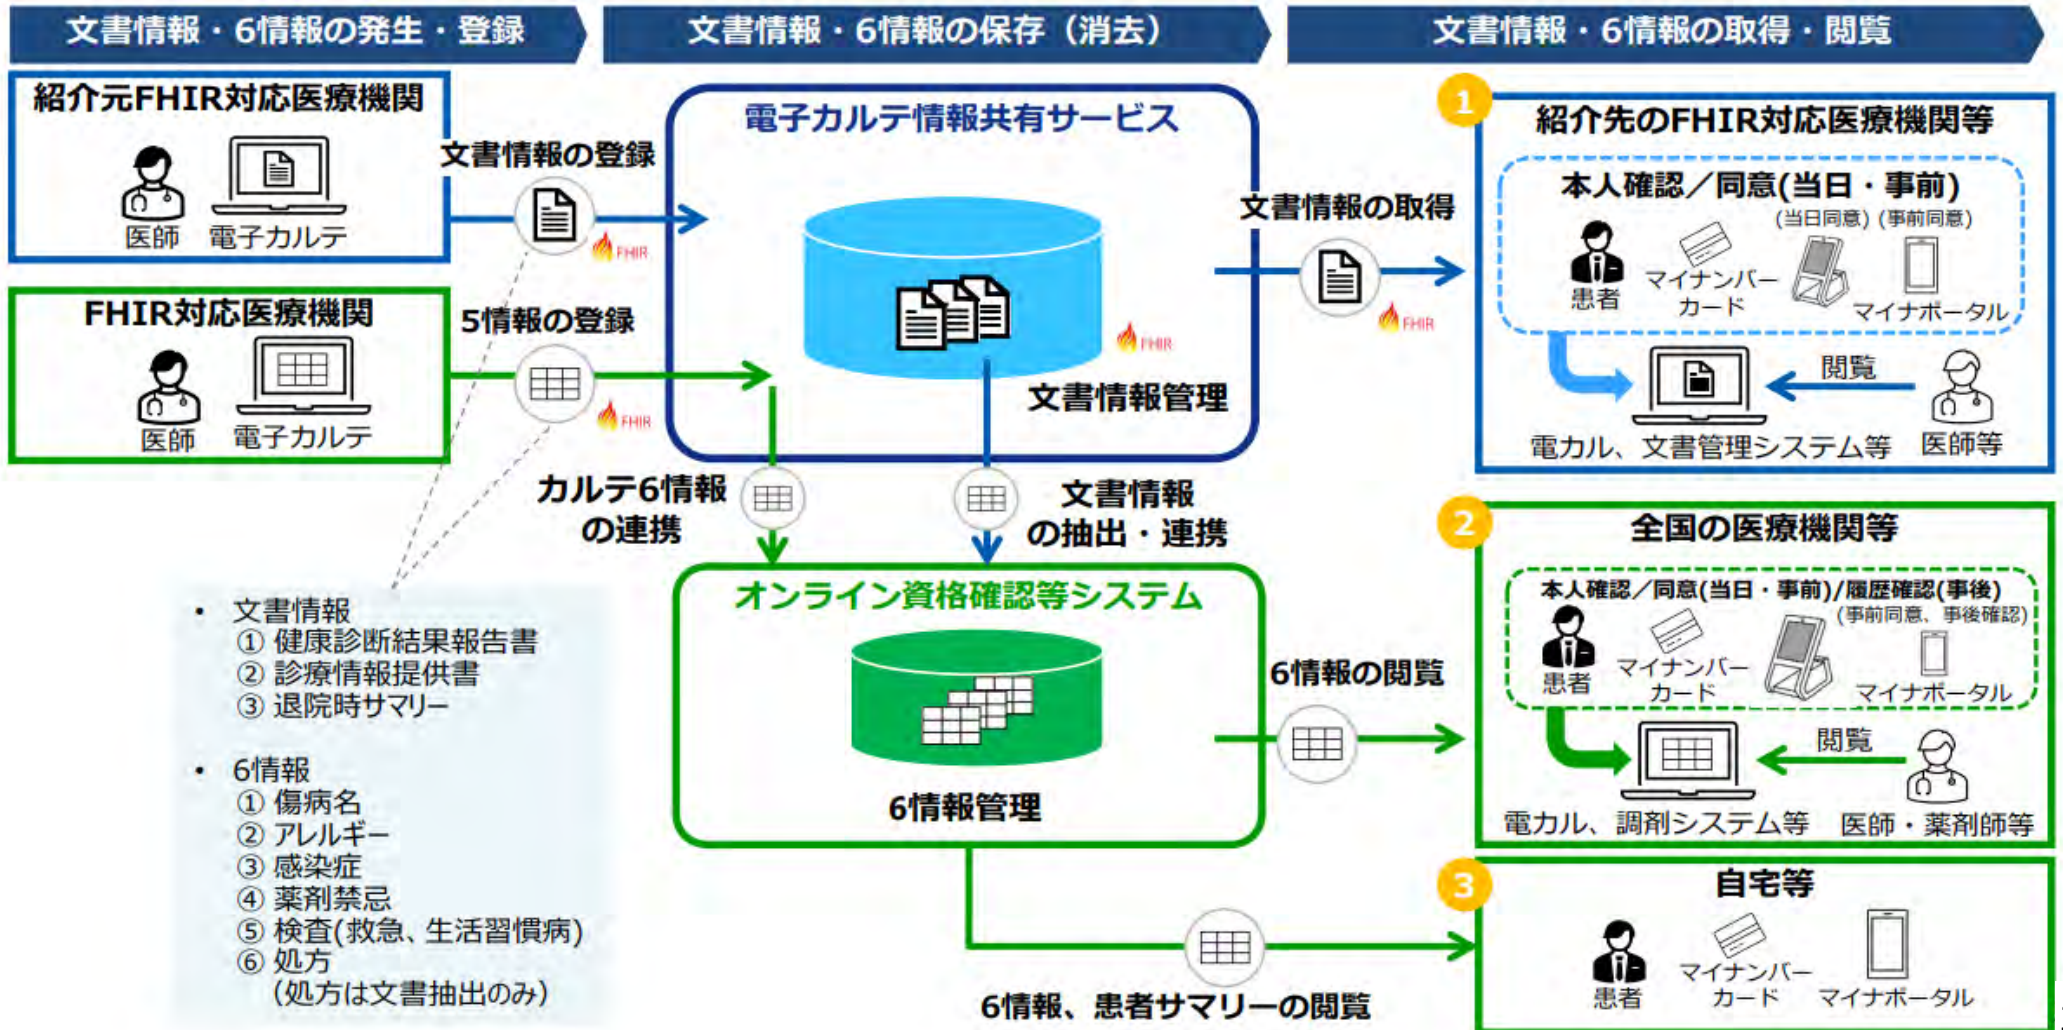 文書情報・6情報の発生・登録
文書情報・6情報の保存（消去）
文書情報・6情報の取得・閲覧
紹介元FHIR対応医療機関
医師
電子カルテ
文書情報の登録
FHIR
FHIR対応医療機関
医師
電子カルテ
5情報の登録
FHIR
電子カルテ情報共有サービス
FHIR
文書情報管理
文書情報の取得
FHIR
カルテ6情報
の連携
文書情報
の抽出・連携
オンライン資格確認等システム
6情報管理
6情報の閲覧
6情報、患者サマリーの閲覧
・ 文書情報
① 健康診断結果報告書
② 診療情報提供書
③ 退院時サマリー
・ 6情報
① 傷病名
② アレルギー
③ 感染症
④ 薬剤禁忌
⑤ 検査(救急、生活習慣病)
⑥ 処方
（処方は文書抽出のみ）
1
紹介先のFHIR対応医療機関等
本人確認／同意(当日・事前)
(当日同意) (事前同意)
患者
マイナンバー
カード
マイナポータル
閲覧
電カル、文書管理システム等
医師等
2
全国の医療機関等
本人確認／同意(当日・事前)/履歴確認(事後)
(事前同意、事後確認)
患者
マイナンバー
カード
マイナポータル
閲覧
電カル、調剤システム等
医師・薬剤師等
3
自宅等
患者
マイナンバー
カード
マイナポータル